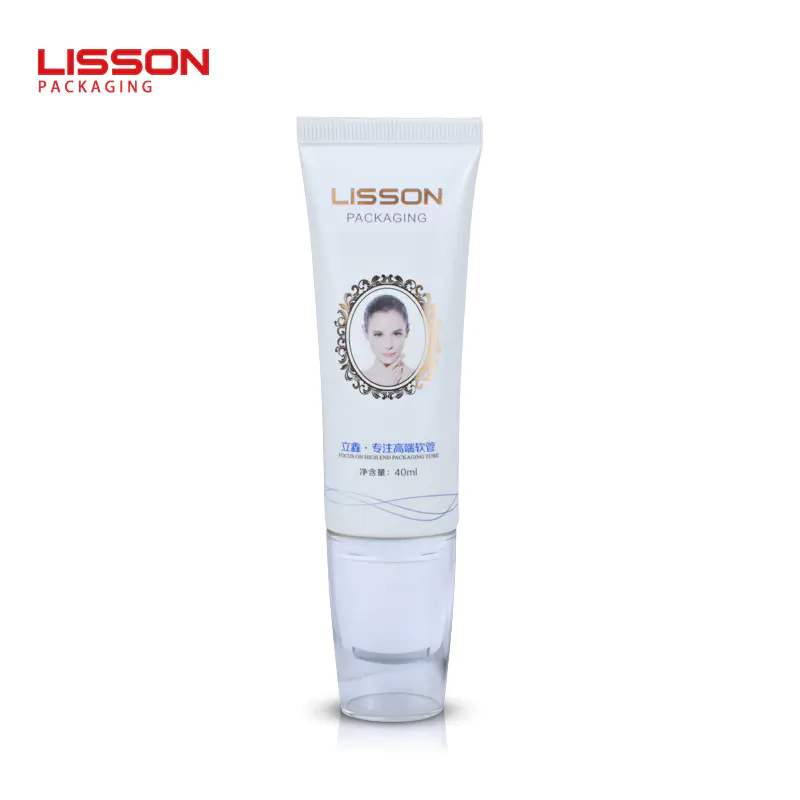 LISSON
PACKAGING
LISSON
PACKAGING
立鑫·专注高端软管
FOCUS ON HIGH END PACKAGING TUBE
净含量：40ml